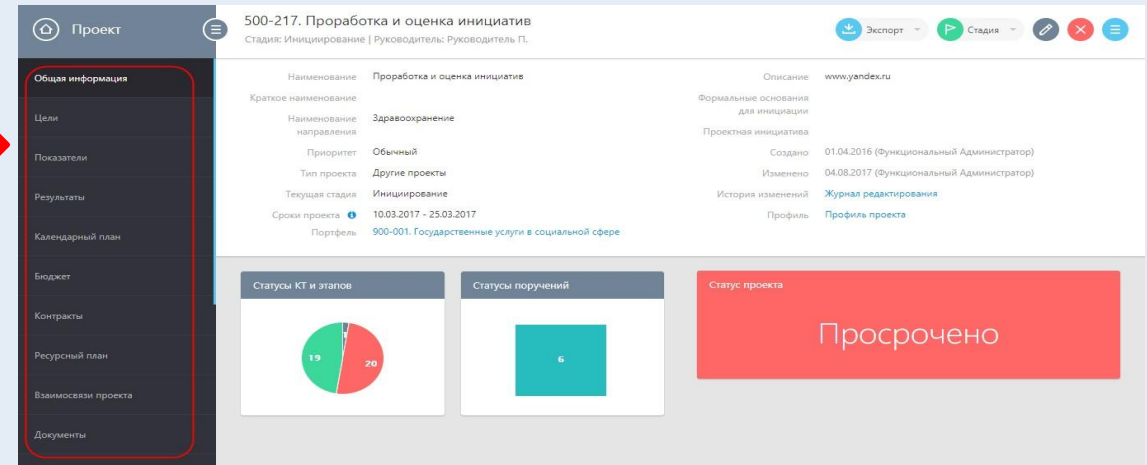 Проект
500-217. Проработка и оценка инициатив
Стадия: Инициирование | Руководитель: Руководитель П.
Экспорт
Стадия
Общая информация
Цели
Показатели
Результаты
Календарный план
Бюджет
Контракты
Ресурсный план
Взаимосвязи проекта
Документы
Наименование Проработка и оценка инициатив
Краткое наименование
Наименование направления Здравоохранение
Приоритет Обычный
Тип проекта Другие проекты
Текущая стадия Инициирование
Сроки проекта 10.03.2017 - 25.03.2017
Портфель 900-001. Государственные услуги в социальной сфере
Описание www.yandex.ru
Формальные основания
для инициации
Проектная инициатива
Создано 01.04.2016 (Функциональный Администратор)
Изменено 04.08.2017 (Функциональный Администратор)
История изменений Журнал редактирования
Профиль Профиль проекта
Статусы КТ и этапов
19
20
Статусы поручений
6
Статус проекта
Просрочено